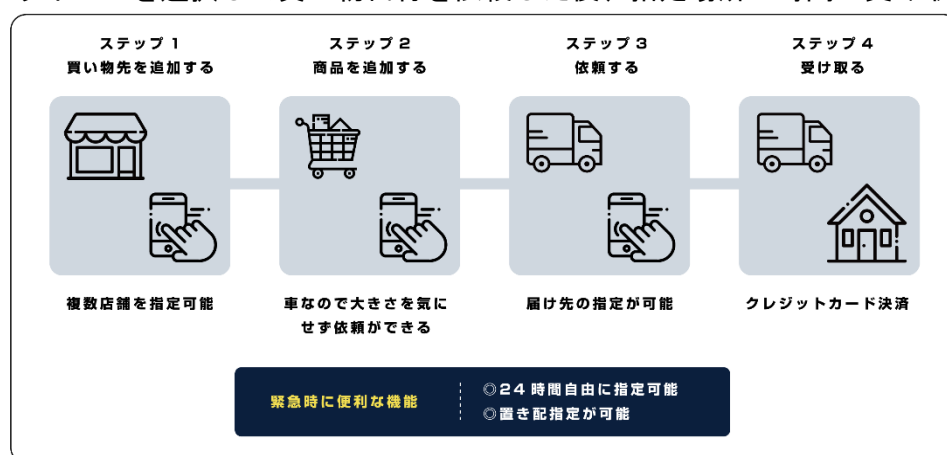 ステップ 1
買い物先を追加する
ステップ 2
商品を追加する
ステップ 3
依頼する
ステップ 4
受け取る
複数店舗を指定可能
車なので大きさを気に
せず依頼ができる
届け先の指定が可能
クレジットカード決済
緊急時に便利な機能
◎24 時間自由に指定可能
◎置き配指定が可能